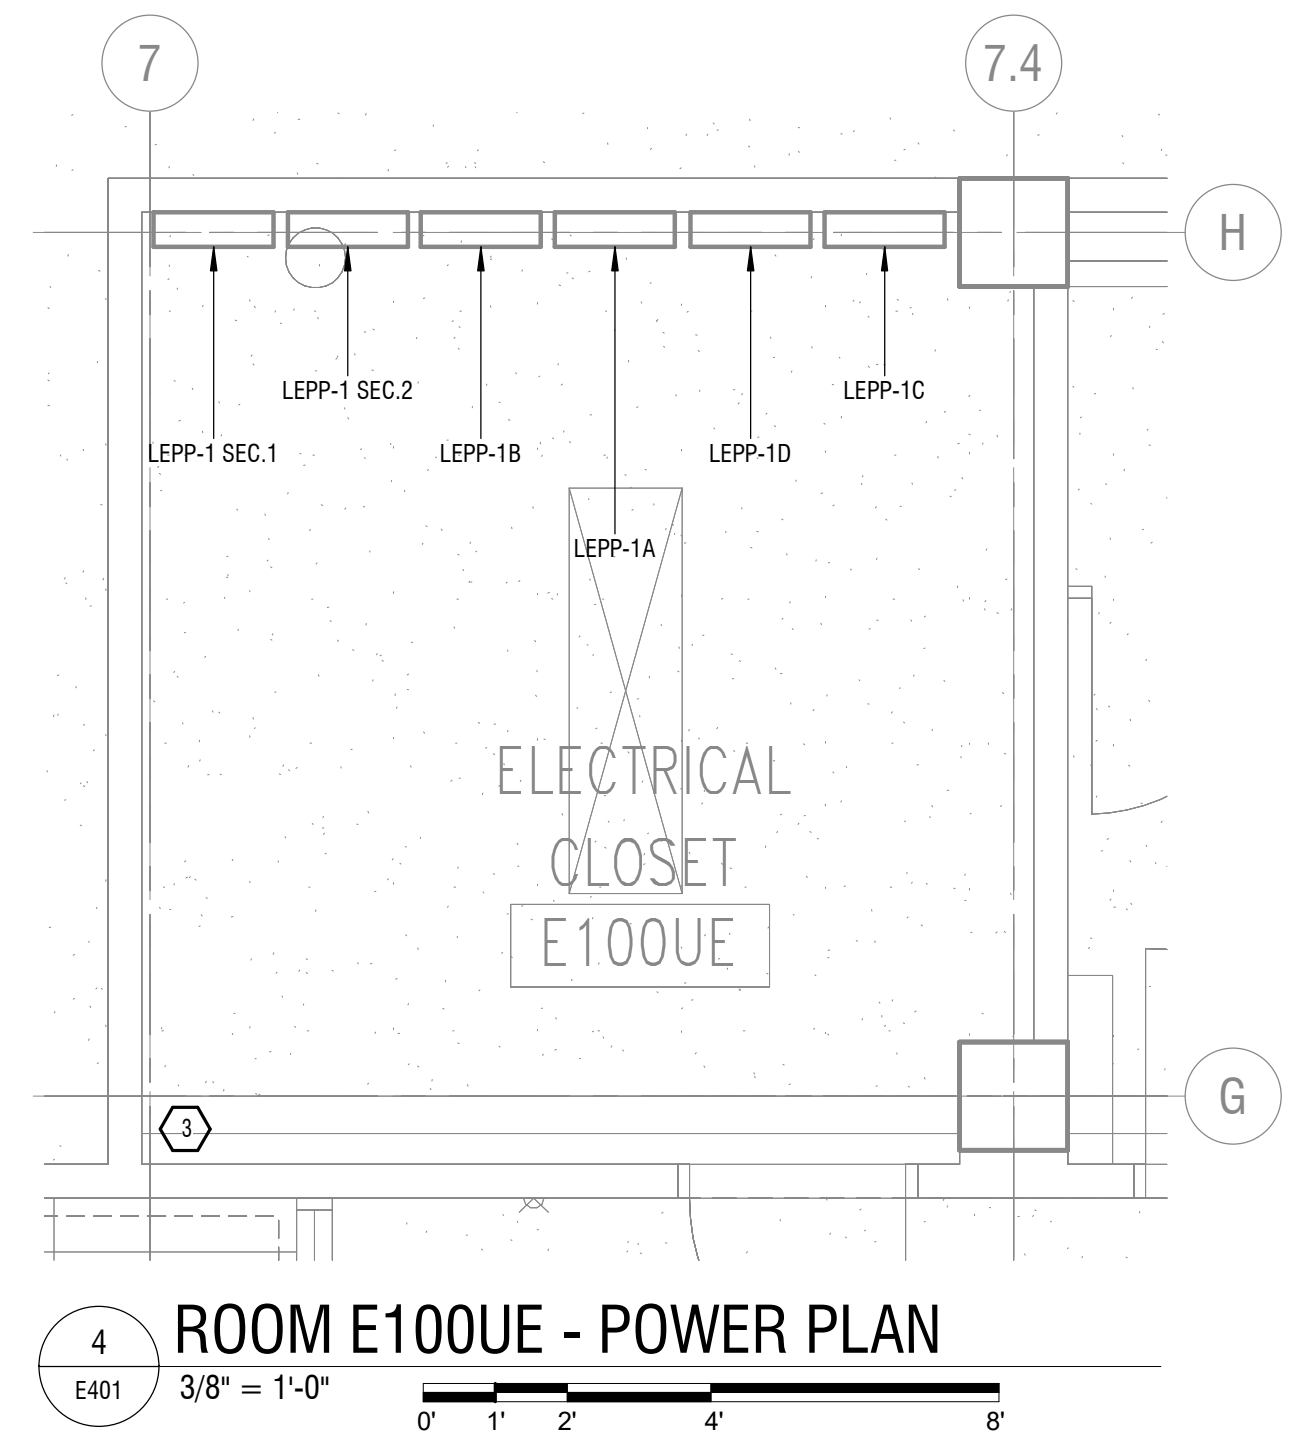 7
7.4
H
LEPP-1 SEC.2
LEPP-1C
LEPP-1 SEC.1
LEPP-1B
LEPP-1D
LEPP-1A
ELECTRICAL
CLOSET
E100UE
G
3
4
E401
ROOM E100UE - POWER PLAN
3/8" = 1'-0"
0' 1' 2' 4' 8'